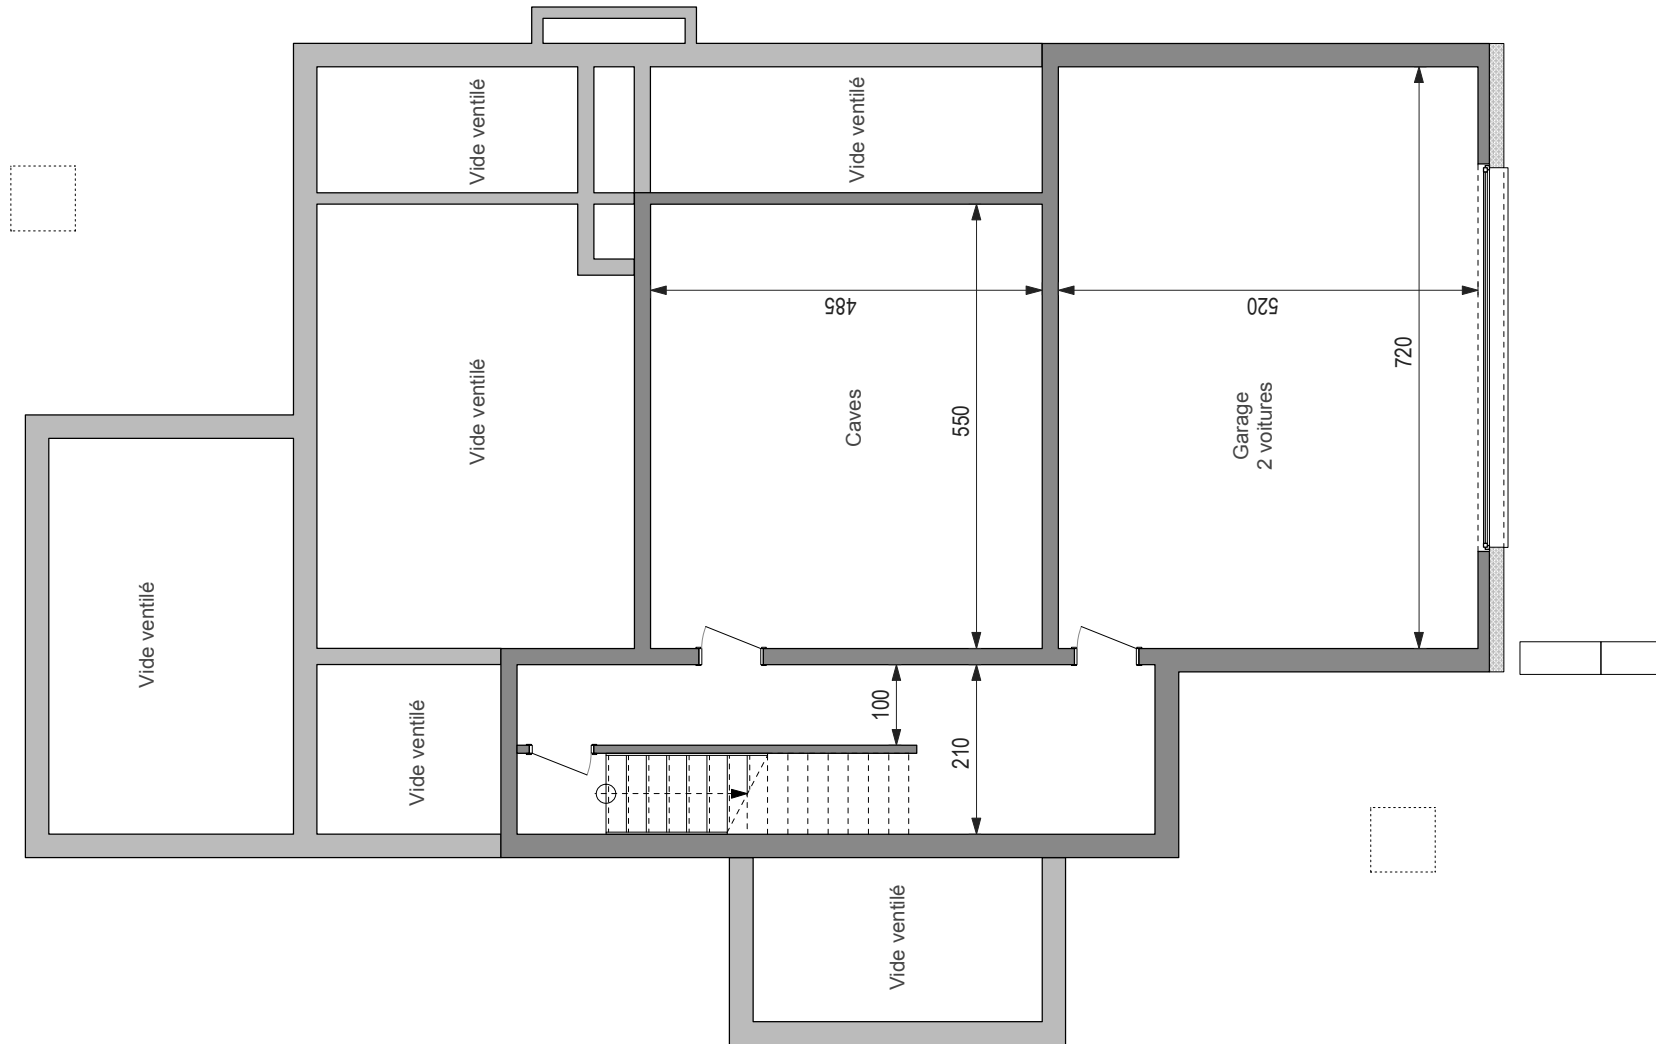 Vide ventilé
Vide ventilé
485
520
720
Vide ventilé
Caves
550
Garage
2 voitures
Vide ventilé
Vide ventilé
100
210
Vide ventilé